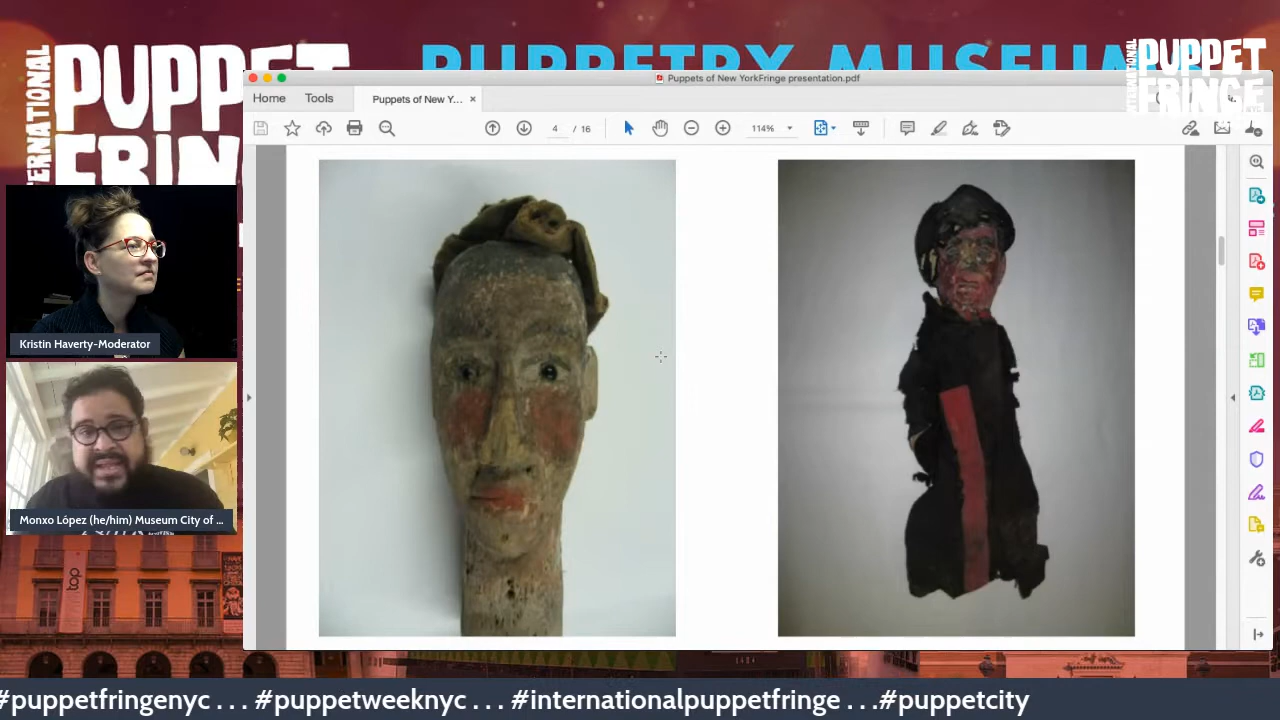 INTERNATIONAL
PUPPET
FRIN
PUPPETRY MUSEUM
INTERNATIONAL
PUPPET
FRINGE
Puppets of New YorkFringe presentation.pdf
Home Tools Puppets of New Y... ×
4 / 16 114%
Kristin Haverty-Moderator
Monxo López (he/him) Museum City of ...
top
#puppetfringenyc . . . #puppetweeknyc . . . #internationalpuppetfringe . . .#puppetcity